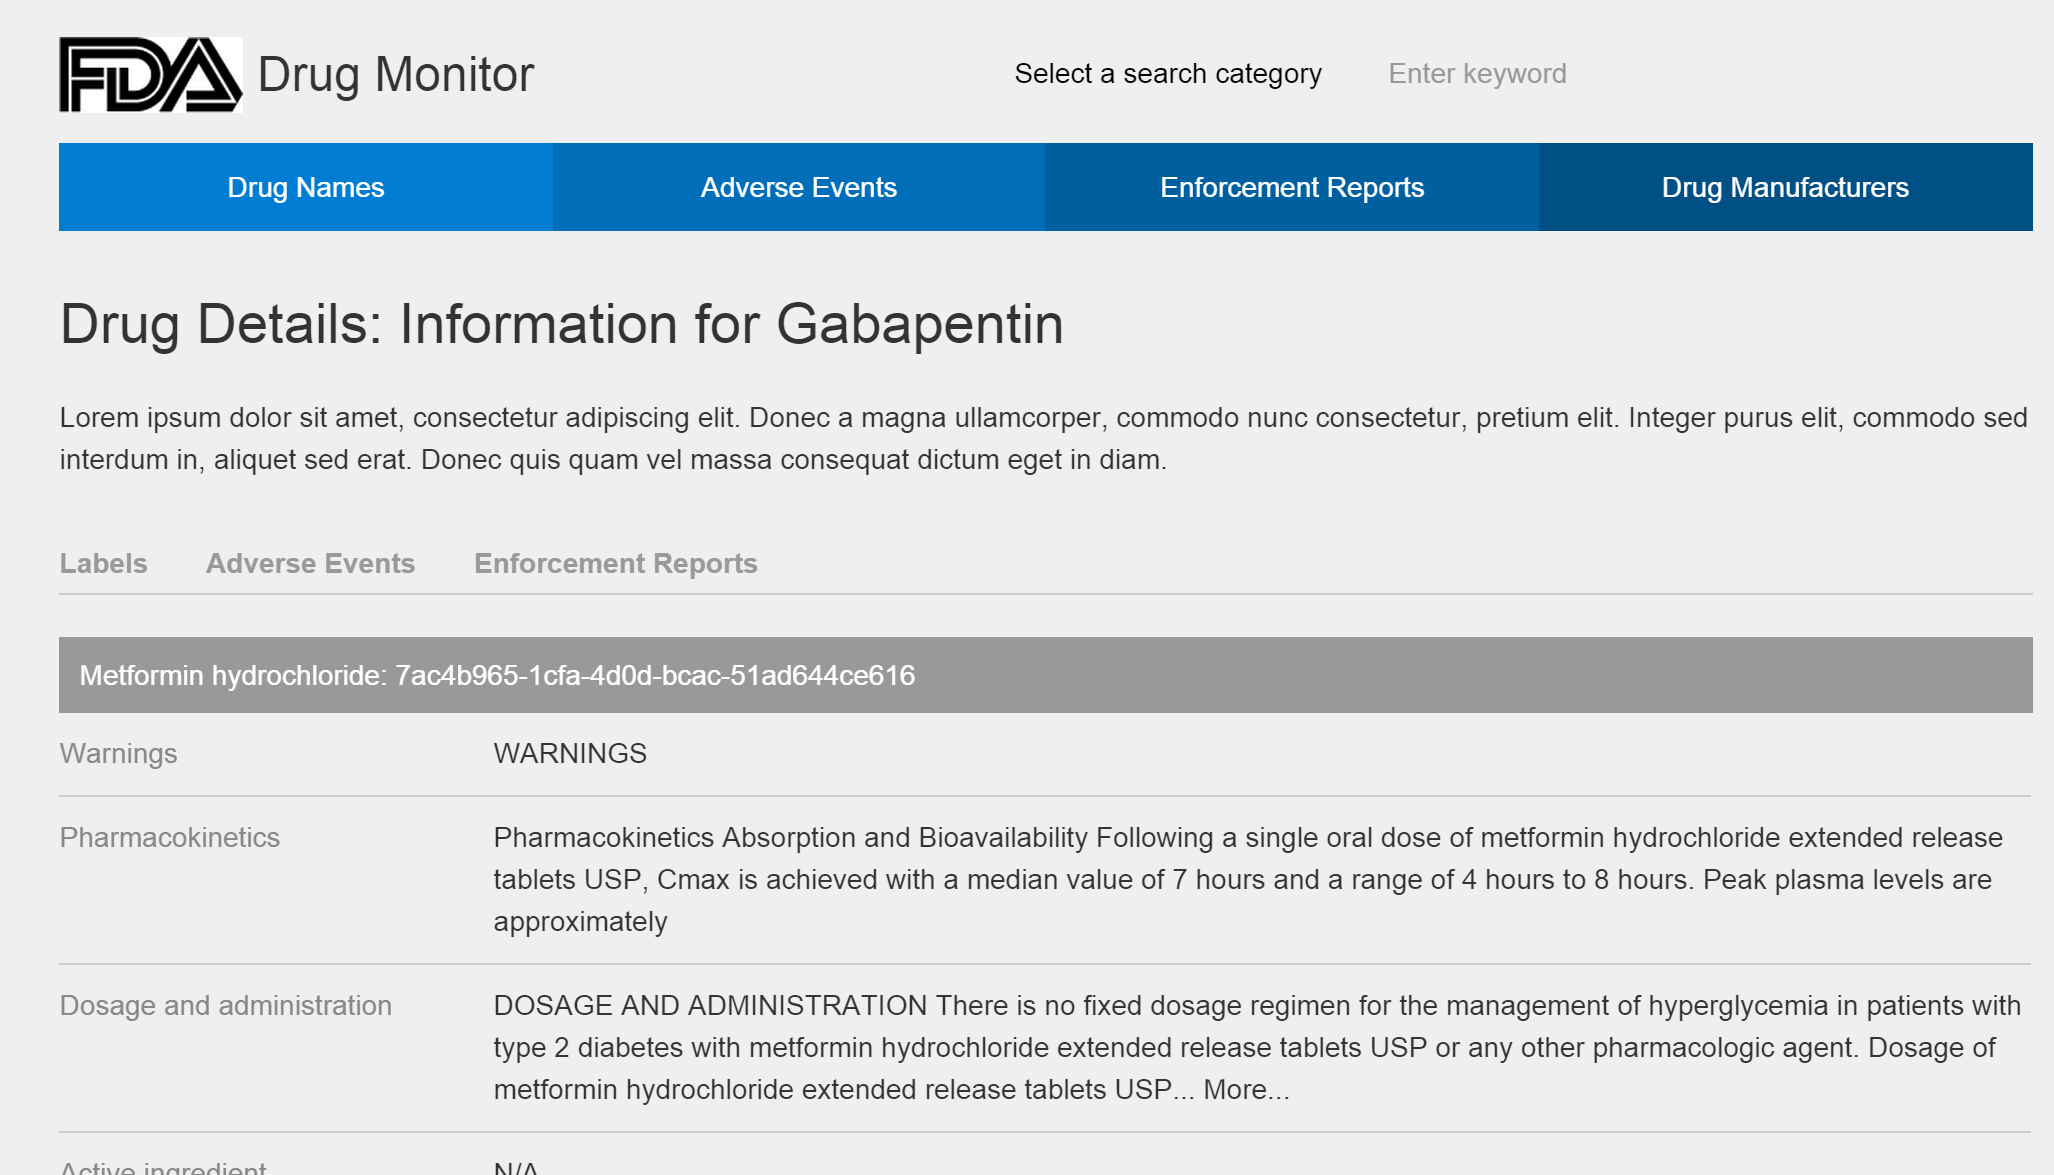 FDA Drug Monitor
Select a search category
Enter keyword
Drug Names
Adverse Events
Enforcement Reports
Drug Manufacturers
Drug Details: Information for Gabapentin
Lorem ipsum dolor sit amet, consectetur adipiscing elit. Donec a magna ullamcorper, commodo nunc consectetur, pretium elit. Integer purus elit, commodo sed
interdum in, aliquet sed erat. Donec quis quam vel massa consequat dictum eget in diam.
Labels
Adverse Events
Enforcement Reports
Metformin hydrochloride: 7ac4b965-1cfa-4d0d-bcac-51ad644ce616
Warnings
WARNINGS
Pharmacokinetics
Pharmacokinetics Absorption and Bioavailability Following a single oral dose of metformin hydrochloride extended release
tablets USP, Cmax is achieved with a median value of 7 hours and a range of 4 hours to 8 hours. Peak plasma levels are
approximately
Dosage and administration
DOSAGE AND ADMINISTRATION There is no fixed dosage regimen for the management of hyperglycemia in patients with
type 2 diabetes with metformin hydrochloride extended release tablets USP or any other pharmacologic agent. Dosage of
metformin hydrochloride extended release tablets USP... More...
Active ingredient
N/A